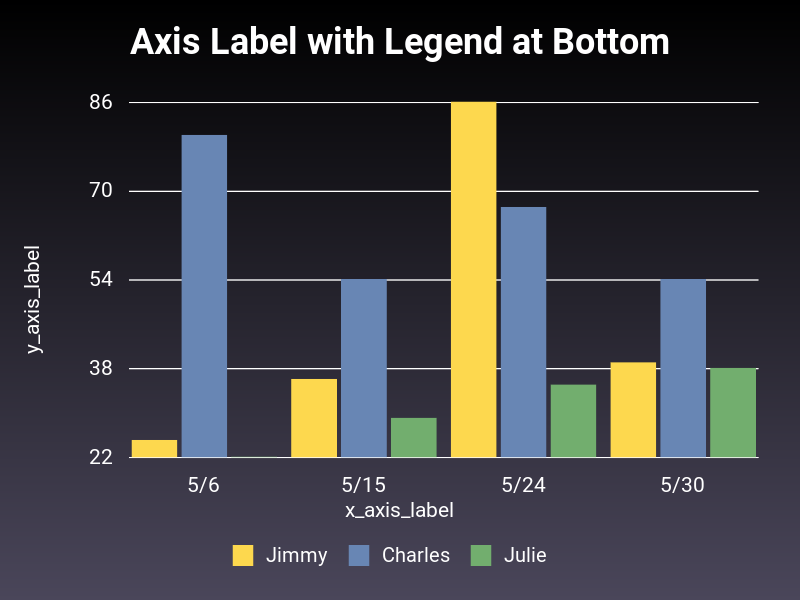 Axis Label with Legend at Bottom
86
70
54
38
22
y_axis_label
5/6 5/15 5/24 5/30
x_axis_label
Jimmy Charles Julie